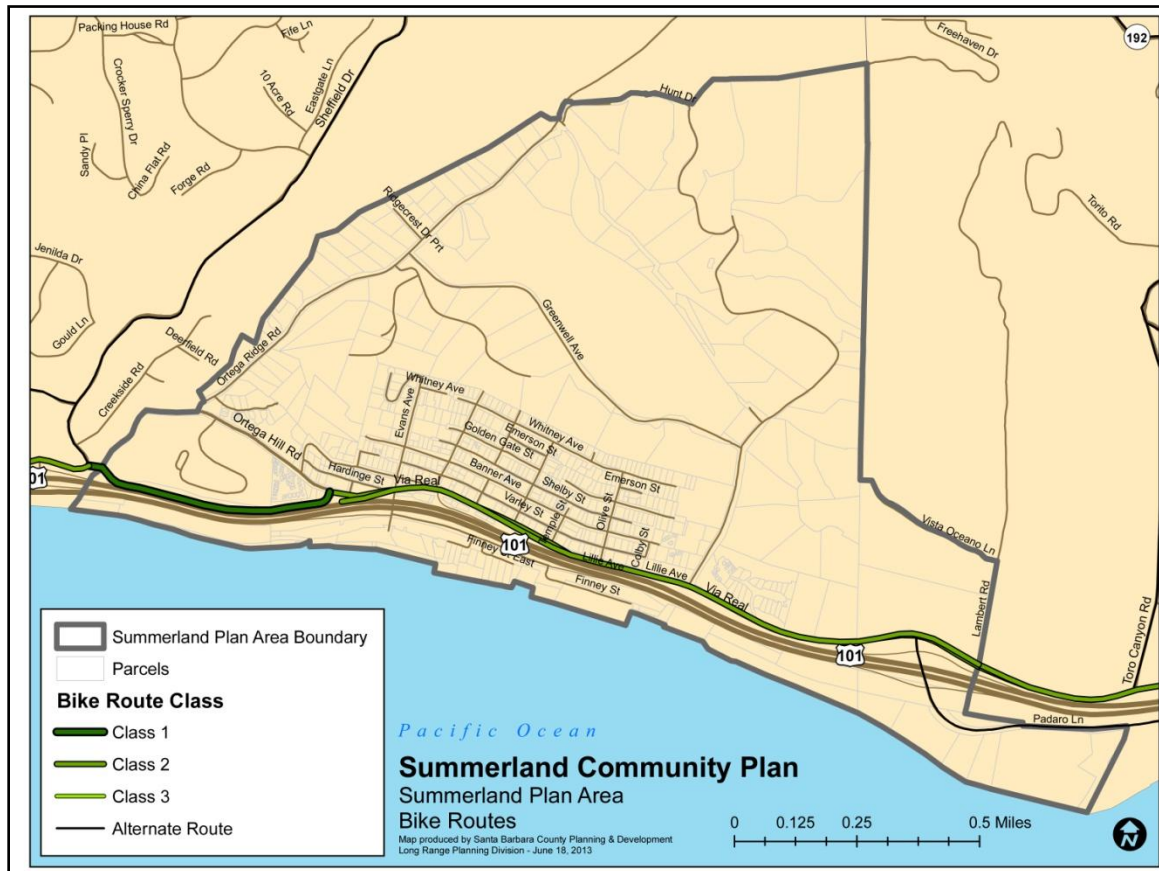 Packing House Rd
Fife Ln
Freehaven Dr
192
Crocker Sperry Dr
10 Acre Rd
Eastgate Ln
Sheffield Dr
Hunt Dr
Sandy Pl
China Flat Rd
Forge Rd
Ridgecrest Dr Prt
Torito Rd
Jenilda Dr
Gould Ln
Deerfield Rd
Creekside Rd
Ortega Ridge Rd
Greenwell Ave
Whitney Ave
Evans Ave
Whitney Ave
Emerson St
Golden Gate St
Ortega Hill Rd
Hardinge St
Via Real
Banner Ave
Shelby St
Emerson St
Varley St
Temple St
Olive St
Colby St
01
101
Finney St East
Lillie Ave
Lillie Ave
Finney St
Via Real
101
Vista Oceano Ln
Lambert Rd
Toro Canyon Rd
Padaro Ln
Summerland Plan Area Boundary
Parcels
Bike Route Class
Class 1
Class 2
Class 3
Alternate Route
Pacific Ocean
Summerland Community Plan
Summerland Plan Area
Bike Routes
Map produced by Santa Barbara County Planning & Development
Long Range Planning Division - June 18, 2013
0 0.125 0.25 0.5 Miles
N